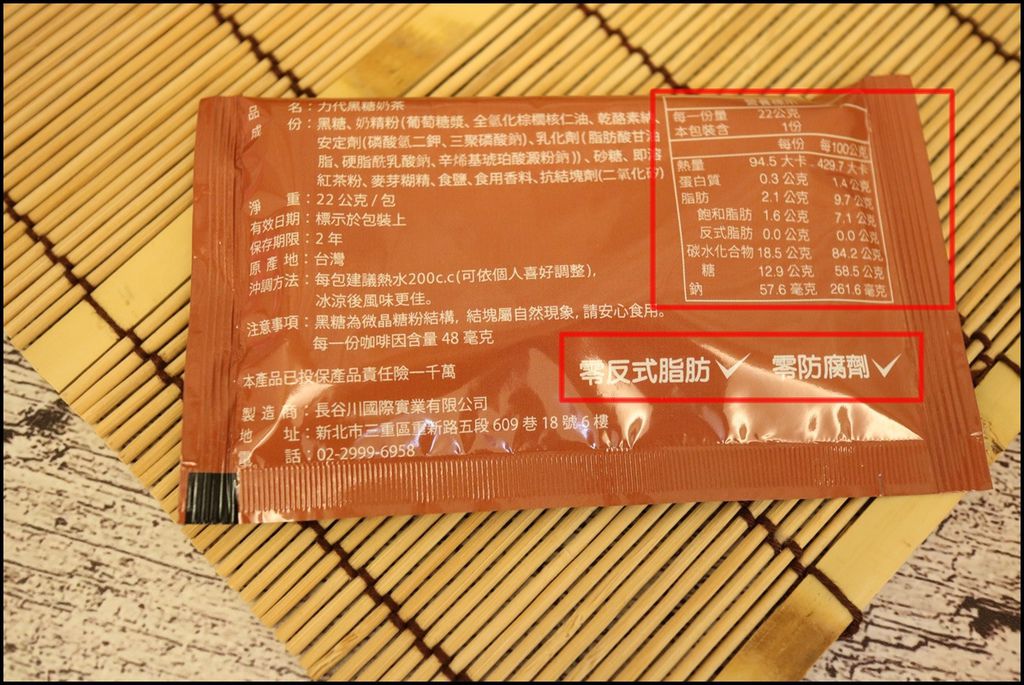 品名：力代黑糖奶茶
成份：黑糖、奶精粉(葡萄糖漿、全氫化棕櫚核仁油、乾酪素鈉、
安定劑(磷酸氫二鉀、三聚磷酸鈉)、乳化劑(脂肪酸甘油
脂、硬脂酰乳酸鈉、辛烯基琥珀酸澱粉鈉))、砂糖、即溶
紅茶粉、麥芽糊精、食鹽、食用香料、抗結塊劑(二氧化矽)
淨重：22 公克 / 包
有效日期：標示於包裝上
保存期限：2 年
原產地：台灣
沖調方法：每包建議熱水200c.c(可依個人喜好調整)，
冰涼後風味更佳。
注意事項：黑糖為微晶糖粉結構，結塊屬自然現象，請安心食用。
每一份咖啡因含量 48 毫克
本產品已投保產品責任險一千萬
製造商：長谷川國際實業有限公司
地址：新北市三重區重新路五段 609 巷 18 號 6 樓
電話：02-2999-6958
營養標示
每一份量 22公克
本包裝含 1份
每份 每100公克
熱量 94.5 大卡 429.7 大卡
蛋白質 0.3 公克 1.4 公克
脂肪 2.1 公克 9.7 公克
飽和脂肪 1.6 公克 7.1 公克
反式脂肪 0.0 公克 0.0 公克
碳水化合物 18.5 公克 84.2 公克
糖 12.9 公克 58.5 公克
鈉 57.6 毫克 261.6 毫克
零反式脂肪✓ 零防腐劑✓